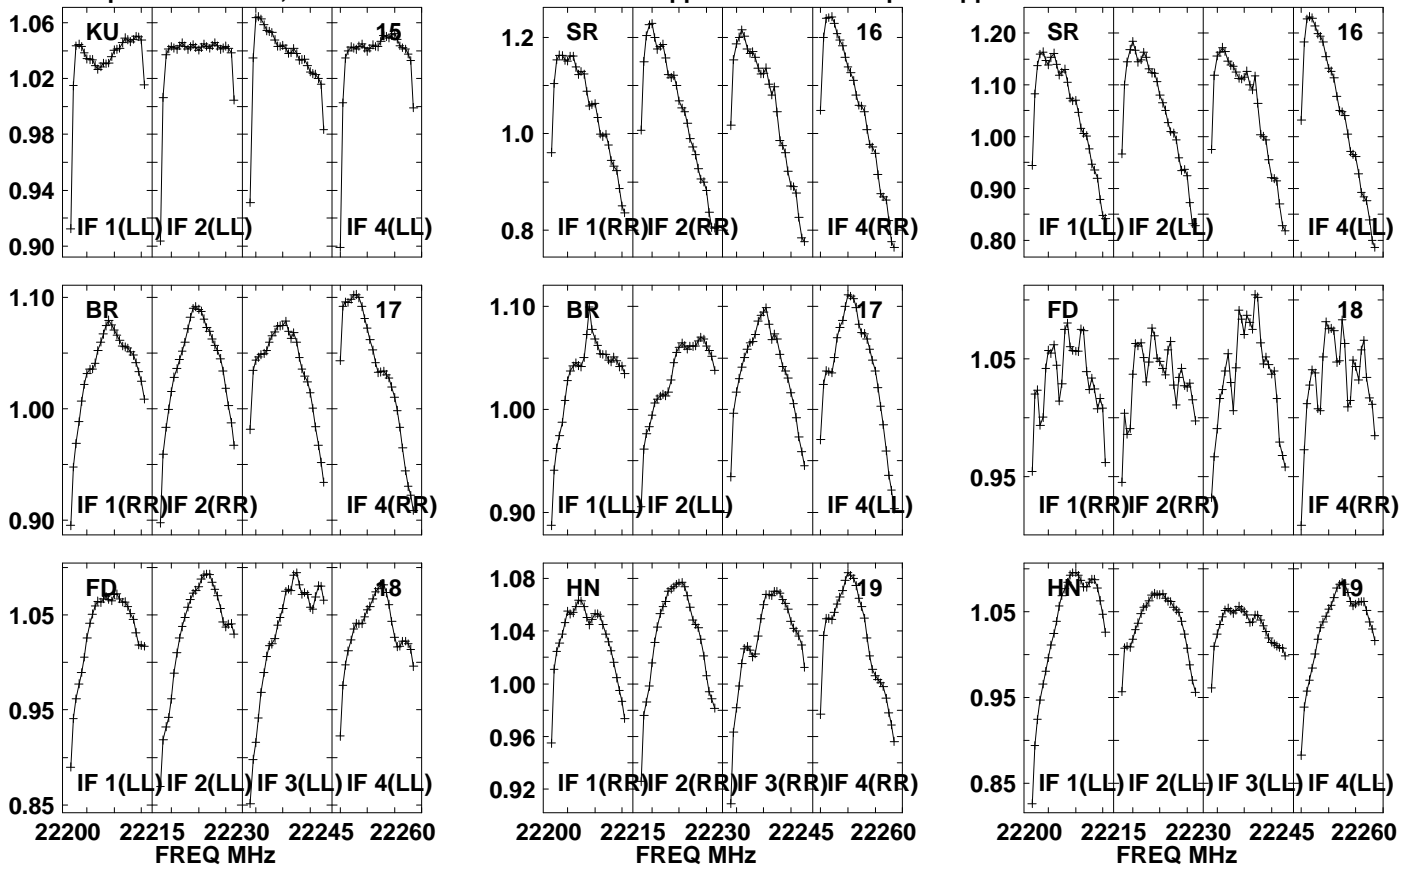 KU 15
1.06
1.02
0.98
0.94
0.90
IF 1(LL) IF 2(LL) IF 4(LL)
SR 16
1.2
1.0
0.8
IF 1(RR) IF 2(RR) IF 4(RR)
SR 16
1.20
1.10
1.00
0.90
0.80
IF 1(LL) IF 2(LL) IF 4(LL)
BR 17
1.10
1.00
0.90
IF 1(RR) IF 2(RR) IF 4(RR)
BR 17
1.10
1.00
0.90
IF 1(LL) IF 2(LL) IF 4(LL)
FD 18
1.05
0.95
IF 1(RR) IF 2(RR) IF 4(RR)
FD 18
1.05
0.95
0.85
IF 1(LL) IF 2(LL) IF 3(LL) IF 4(LL)
22200 22215 22230 22245 22260
FREQ MHz
HN 19
1.08
1.04
1.00
0.96
0.92
IF 1(RR) IF 2(RR) IF 3(RR) IF 4(RR)
22200 22215 22230 22245 22260
FREQ MHz
HN 19
1.05
0.95
0.85
IF 1(LL) IF 2(LL) IF 3(LL) IF 4(LL)
22200 22215 22230 22245 22260
FREQ MHz